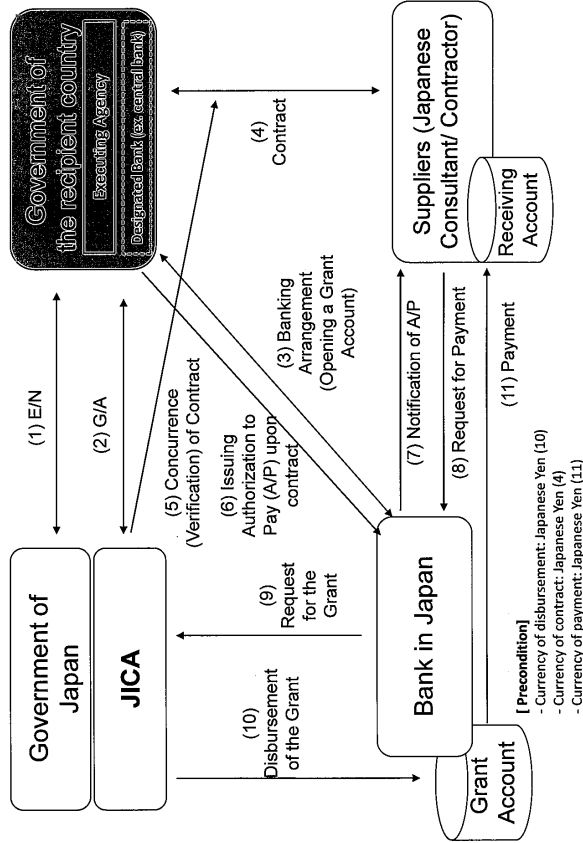 Government of
Japan
JICA
(1) E/N
(2) G/A
Government of
the recipient country
Executing Agency
Designated Bank (ex. central bank)
(5) Concurrence
(Verification) of Contract
(6) Issuing
Authorization to
Pay (A/P) upon
contract
(3) Banking
Arrangement
(Opening a Grant
Account)
(4)
Contract
(9)
Request
for the
Grant
(10)
Disbursement
of the Grant
Bank in Japan
Grant
Account
(7) Notification of A/P
(8) Request for Payment
(11) Payment
Suppliers (Japanese
Consultant/ Contractor)
Receiving
Account
[ Precondition]
- Currency of disbursement: Japanese Yen (10)
- Currency of contract: Japanese Yen (4)
- Currency of payment: Japanese Yen (11)